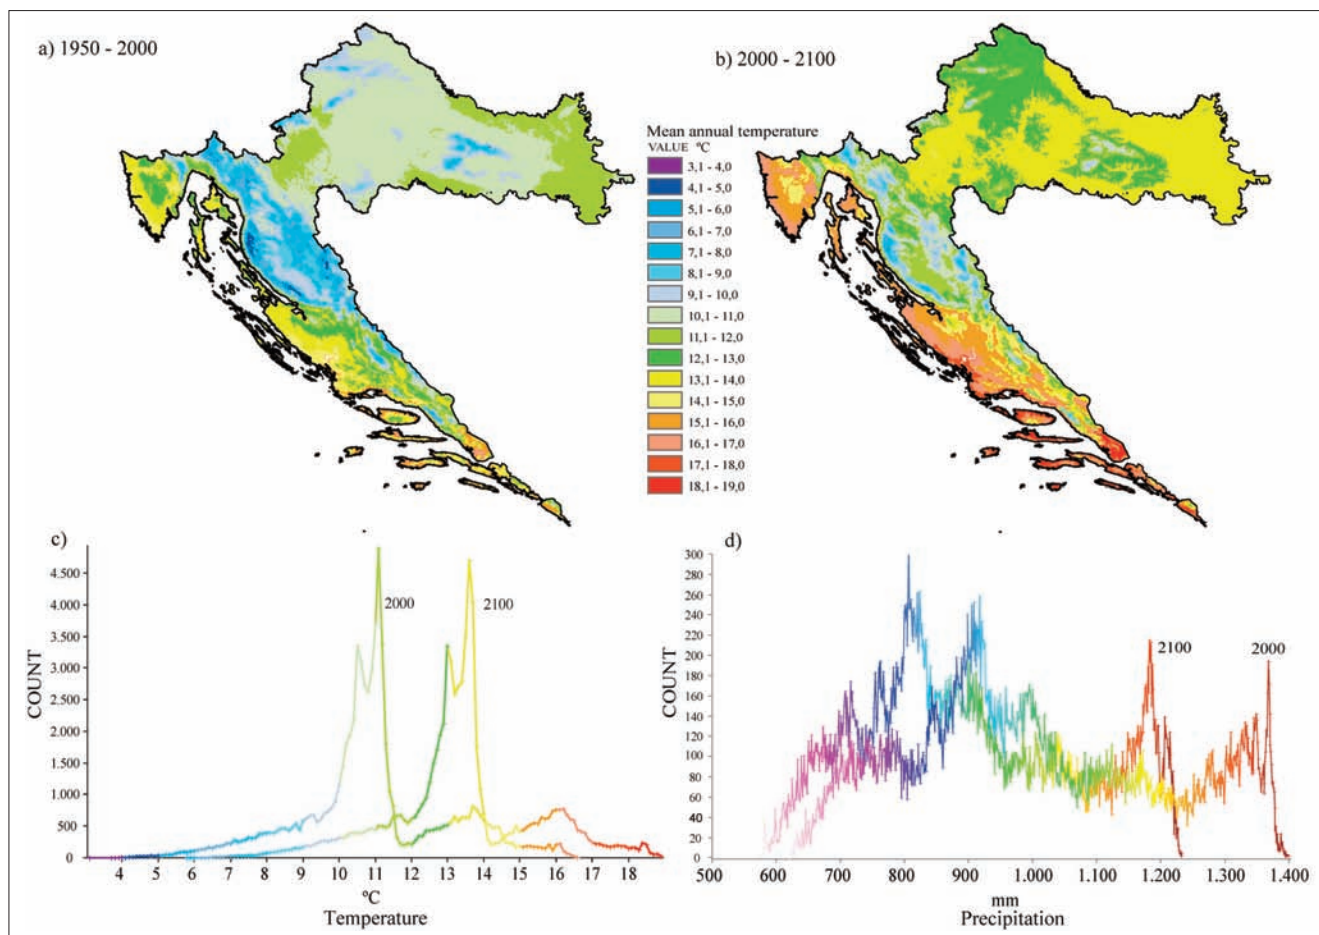 a) 1950 - 2000
b) 2000 - 2100
Mean annual temperature
VALUE ºC
3,1 - 4,0
4,1 - 5,0
5,1 - 6,0
6,1 - 7,0
7,1 - 8,0
8,1 - 9,0
9,1 - 10,0
10,1 - 11,0
11,1 - 12,0
12,1 - 13,0
13,1 - 14,0
14,1 - 15,0
15,1 - 16,0
16,1 - 17,0
17,1 - 18,0
18,1 - 19,0
c)
COUNT
4.500
4.000
3.500
3.000
2.500
2.000
1.500
1.000
500
0
2000
2100
4 5 6 7 8 9 10 11 12 13 14 15 16 17 18
ºC
Temperature
d)
COUNT
300
280
260
240
220
200
180
160
140
120
100
80
60
40
20
0
2100
2000
500 600 700 800 900 1.000 1.100 1.200 1.300 1.400
mm
Precipitation